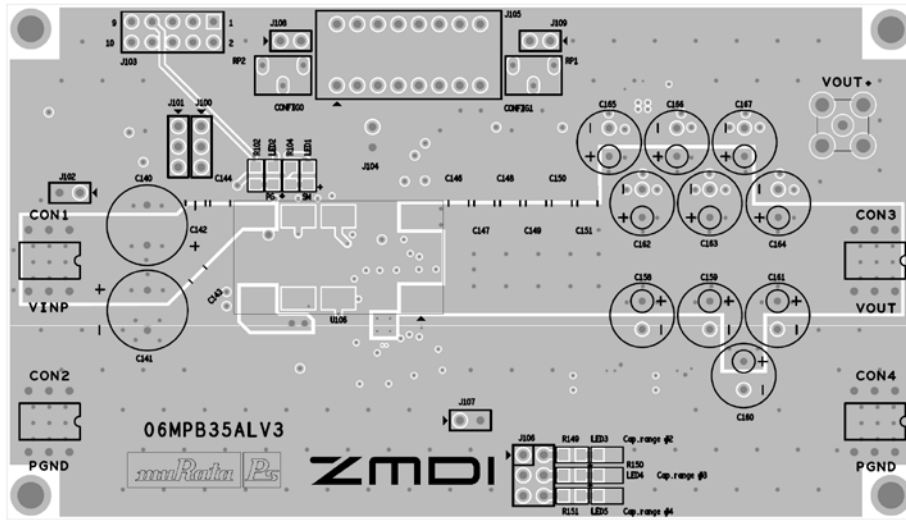 9 1
10 2
J103
J108
J105
J109
RP2
RP1
CONFIG0
CONFIG1
VOUT+
J101 J100
R102 LED2 R104 LED1
J104
C165 C166 C167
J102
C140
C144
PG + SM +
C146 C148 C150
CON1
C142
C147 C149 C151
C162 C163 C164
CON3
VINP
C143
U106
C158 C159 C161
VOUT
C141
CON2
C160
CON4
J107
06MPB35ALV3
J106 R149 LED3 Cap.range #2
PGND
muRata Ps
ZMDI
R150
LED4 Cap.range #3
PGND
R151 LED5 Cap.range #4